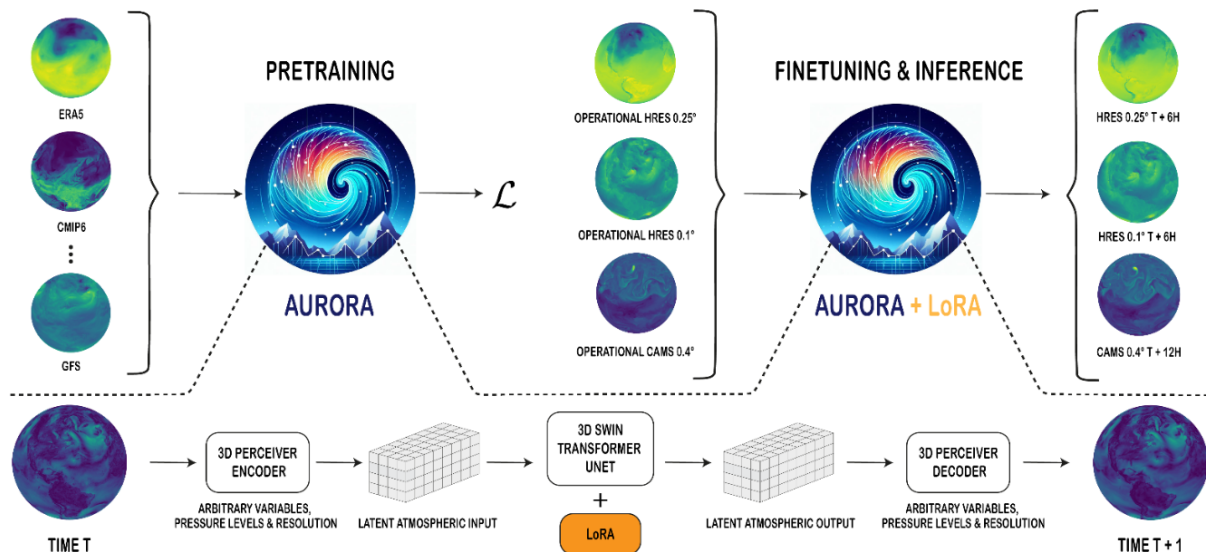 PRETRAINING
FINETUNING & INFERENCE
ERA5
CMIP6
GFS
ℒ
AURORA
OPERATIONAL HRES 0.25°
OPERATIONAL HRES 0.1°
OPERATIONAL CAMS 0.4°
AURORA + LoRA
HRES 0.25° T + 6H
HRES 0.1° T + 6H
CAMS 0.4° T + 12H
TIME T
3D PERCEIVER
ENCODER
ARBITRARY VARIABLES,
PRESSURE LEVELS & RESOLUTION
LATENT ATMOSPHERIC INPUT
3D SWIN
TRANSFORMER
UNET
+
LoRA
LATENT ATMOSPHERIC OUTPUT
3D PERCEIVER
DECODER
ARBITRARY VARIABLES,
PRESSURE LEVELS & RESOLUTION
TIME T + 1